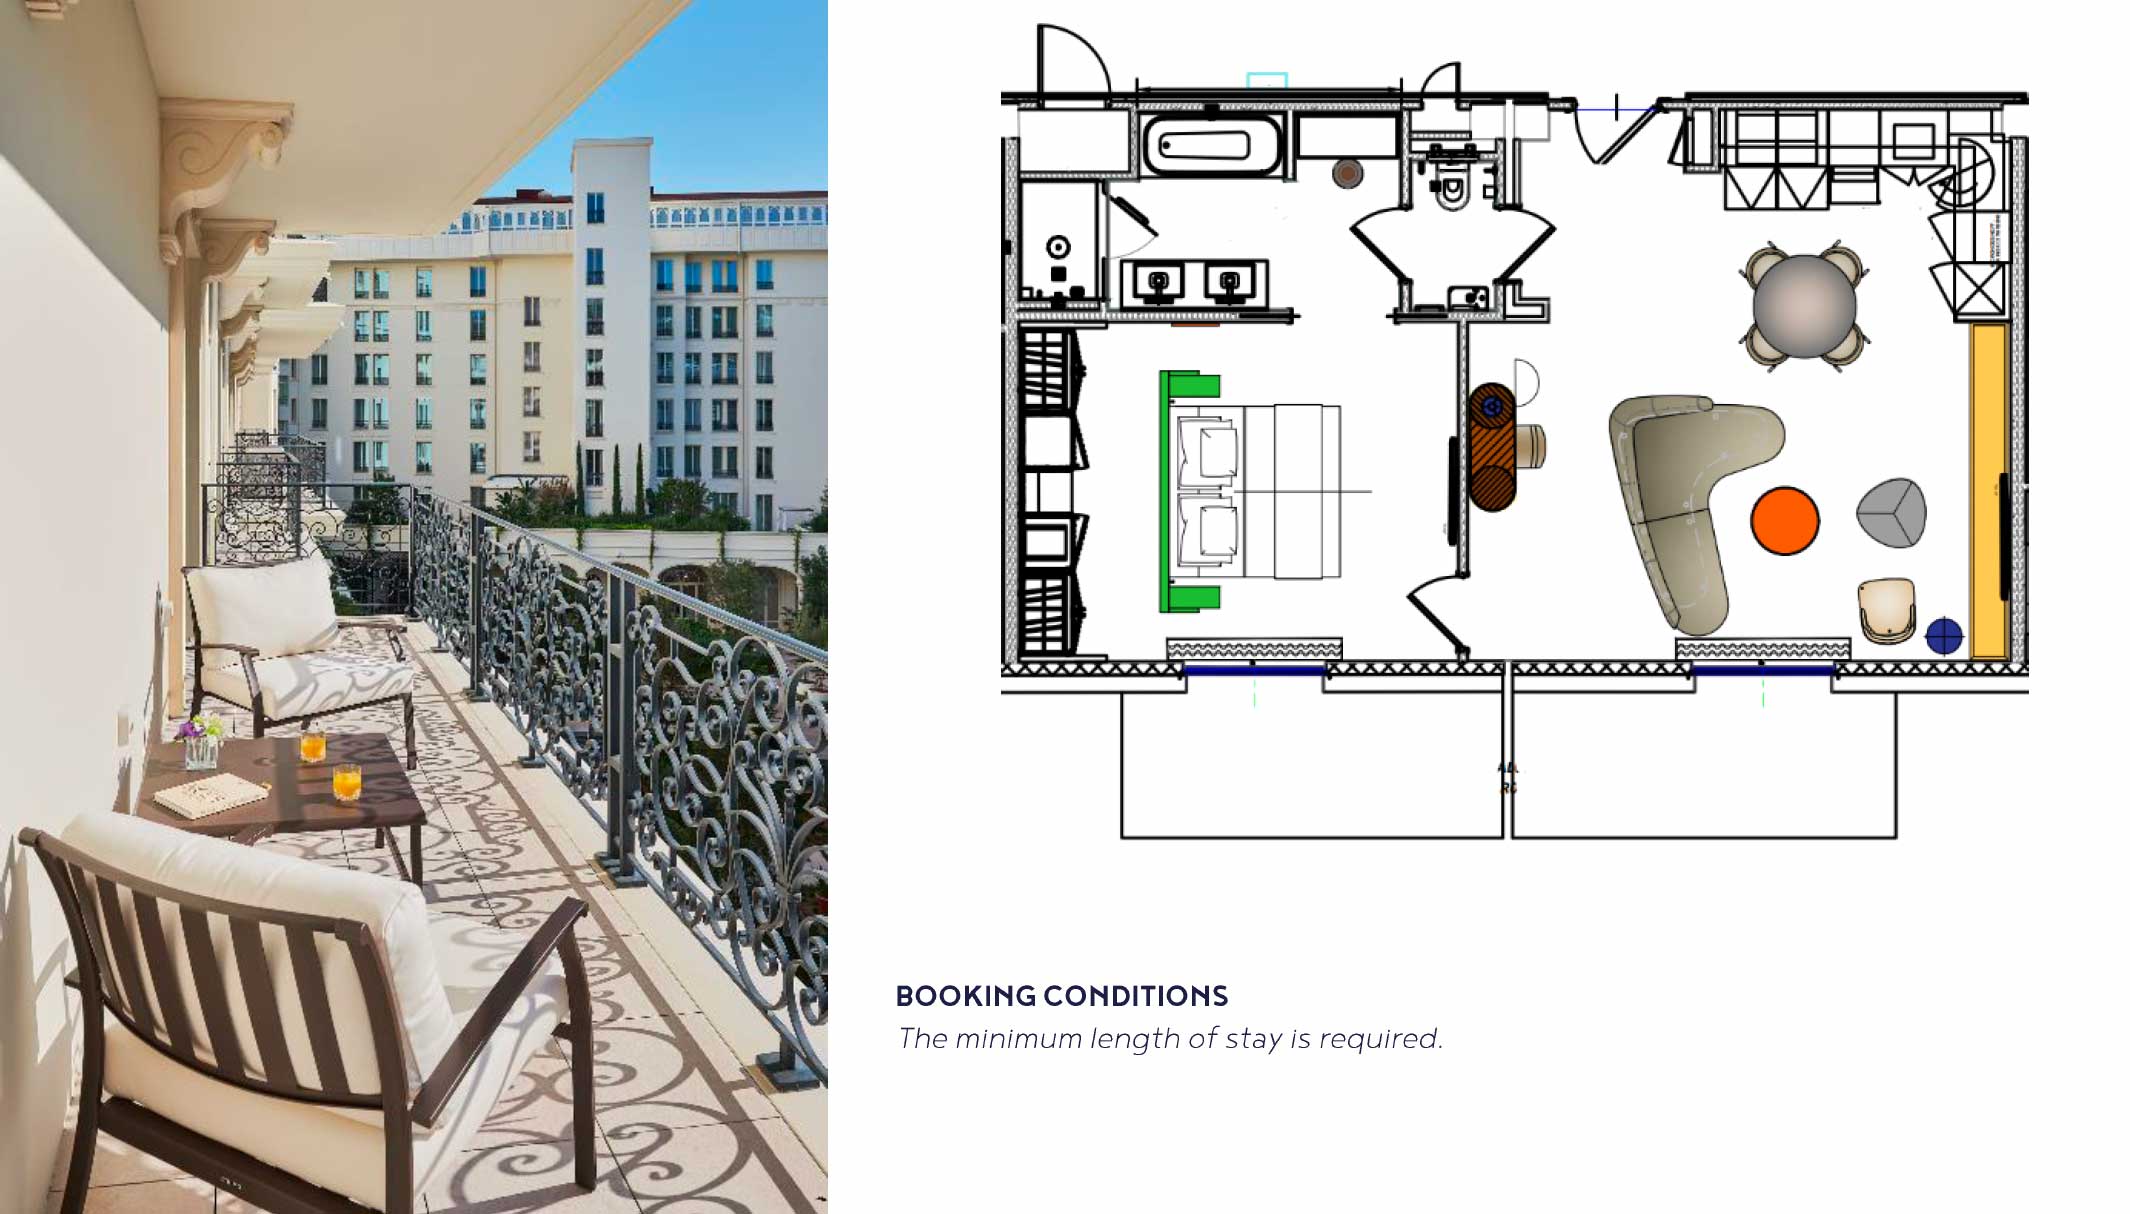 BOOKING CONDITIONS
The minimum length of stay is required.